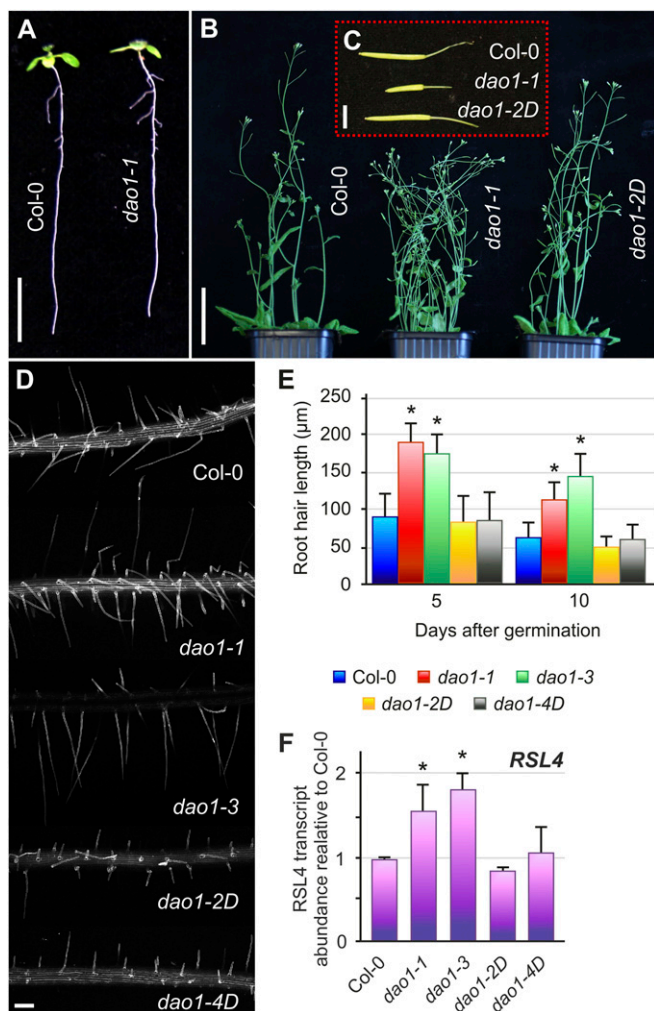 A
Col-0
dao1-1
B
C
Col-0
dao1-1
dao1-2D
Col-0
dao1-1
dao1-2D
D
Col-0
dao1-1
dao1-3
dao1-2D
dao1-4D
E
Root hair length (µm)
250
200
150
100
50
0
* * * *
5 10
Days after germination
Col-0 dao1-1 dao1-3
dao1-2D dao1-4D
F
RSL4
RSL4 transcript
abundance realative to Col-0
2
1
0
* *
Col-0
dao1-1
dao1-3
dao1-2D
dao1-4D